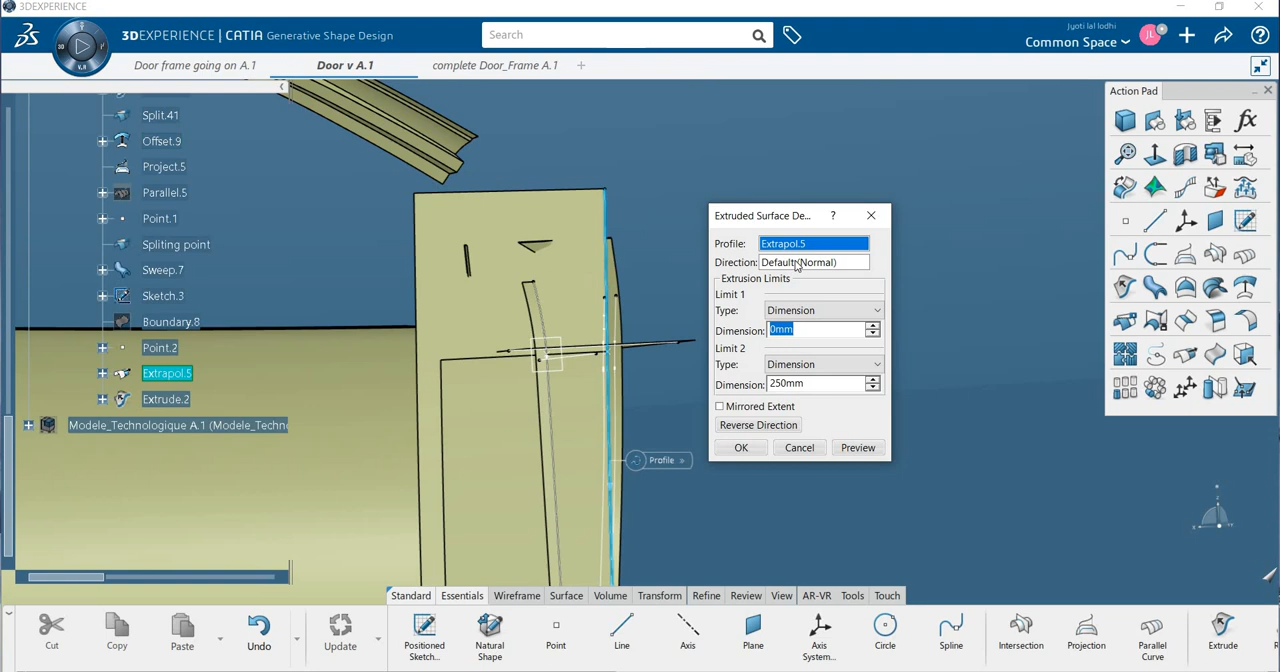 3DEXPERIENCE
3DEXPERIENCE | CATIA Generative Shape Design
Search
Jyoti lal lodhi
Common Space
JL
3D
V.R
Door frame going on A.1
Door v A.1
complete Door_Frame A.1
Action Pad
fx
Split.41
Offset.9
Project.5
Parallel.5
Point.1
Spliting point
Sweep.7
Sketch.3
Boundary.8
Point.2
Extrapol.5
Extrude.2
Modele_Technologique A.1 (Modele_Techn
Profile »
Extruded Surface De...
?
Profile: Extrapol.5
Direction: Default (Normal)
Extrusion Limits
Limit 1
Type: Dimension
Dimension: 0mm
Limit 2
Type: Dimension
Dimension: 250mm
Mirrored Extent
Reverse Direction
OK
Cancel
Preview
Standard
Essentials
Wireframe
Surface
Volume
Transform
Refine
Review
View
AR-VR
Tools
Touch
Cut
Copy
Paste
Undo
Update
Positioned
Sketch...
Natural
Shape
Point
Line
Axis
Plane
Axis
System...
Circle
Spline
Intersection
Projection
Parallel
Curve
Extrude